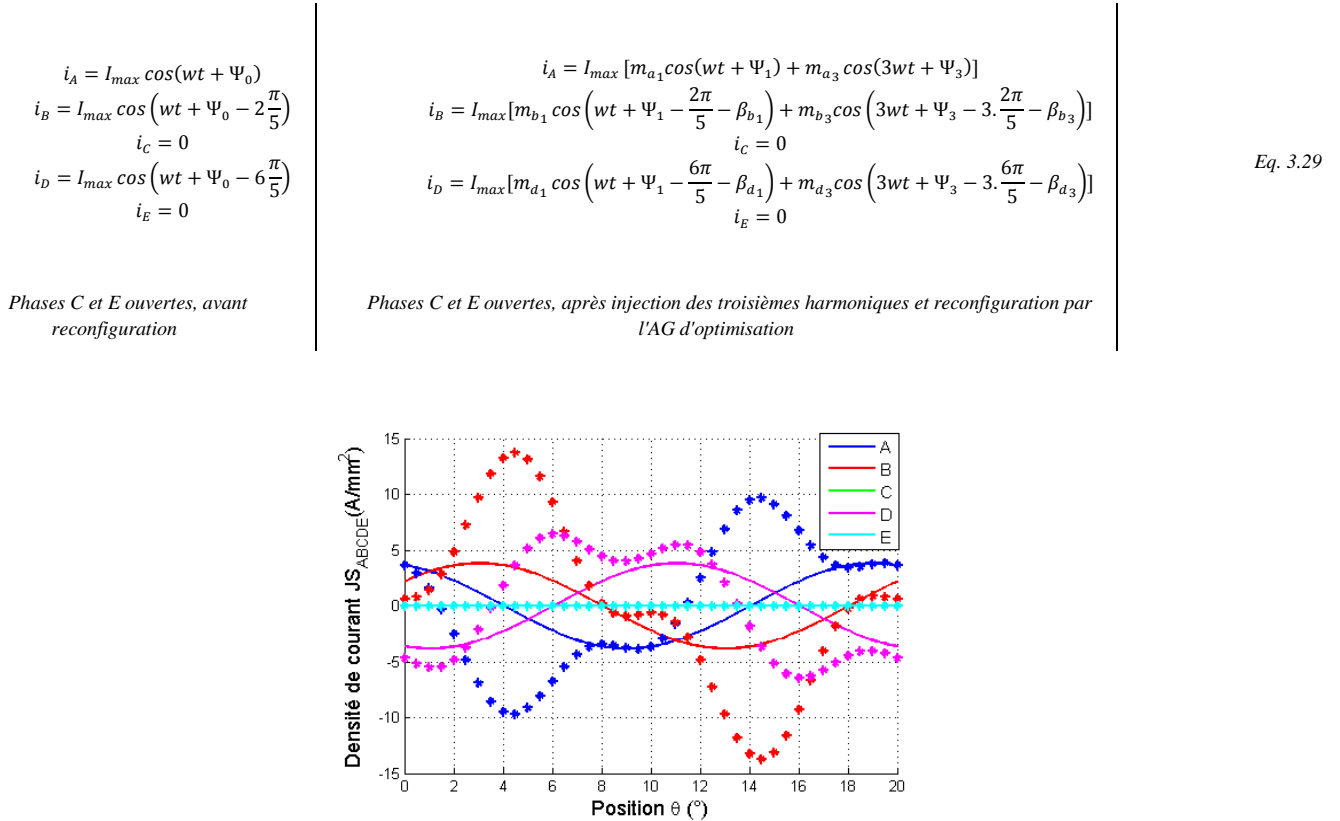 i_A = I_max cos(wt + Ψ_0)
i_B = I_max cos(wt + Ψ_0 − 2 π/5)
i_C = 0
i_D = I_max cos(wt + Ψ_0 − 6 π/5)
i_E = 0
Phases C et E ouvertes, avant
reconfiguration
i_A = I_max [m_a1 cos(wt + Ψ_1) + m_a3 cos(3wt + Ψ_3)]
i_B = I_max[m_b1 cos(wt + Ψ_1 − 2π/5 − β_b1) + m_b3 cos(3wt + Ψ_3 − 3. 2π/5 − β_b3)]
i_C = 0
i_D = I_max[m_d1 cos(wt + Ψ_1 − 6π/5 − β_d1) + m_d3 cos(3wt + Ψ_3 − 3. 6π/5 − β_d3)]
i_E = 0
Phases C et E ouvertes, après injection des troisièmes harmoniques et reconfiguration par
l'AG d'optimisation
Eq. 3.29
Densité de courant JS_ABCDE(A/mm²)
15
10
5
0
-5
-10
-15
A
B
C
D
E
0 2 4 6 8 10 12 14 16 18 20
Position θ (°)